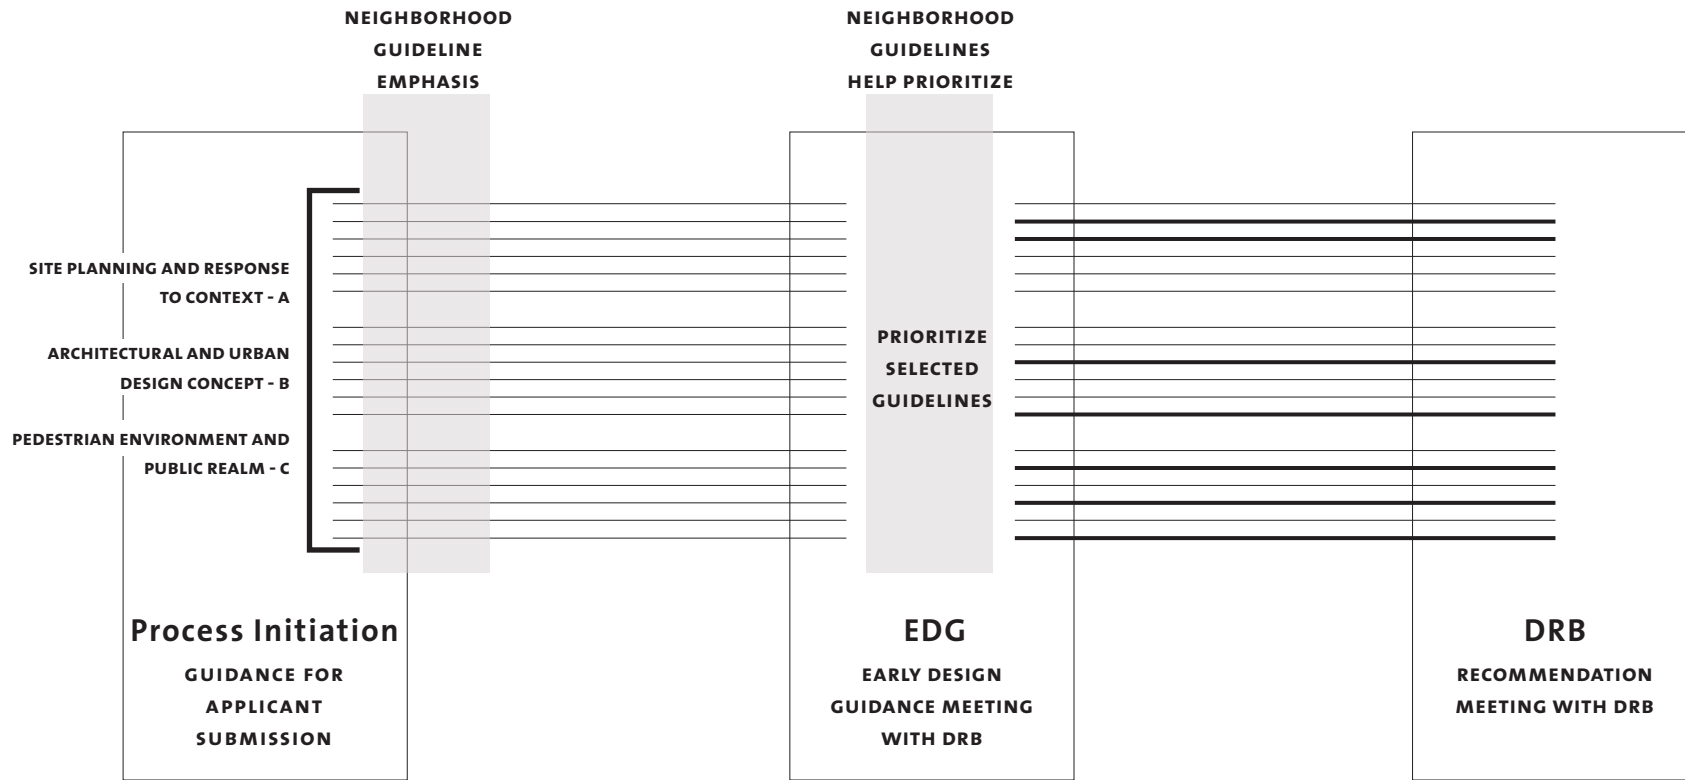 NEIGHBORHOOD
GUIDELINE
EMPHASIS
NEIGHBORHOOD
GUIDELINES
HELP PRIORITIZE
SITE PLANNING AND RESPONSE
TO CONTEXT - A
ARCHITECTURAL AND URBAN
DESIGN CONCEPT - B
PEDESTRIAN ENVIRONMENT AND
PUBLIC REALM - C
PRIORITIZE
SELECTED
GUIDELINES
Process Initiation
GUIDANCE FOR
APPLICANT
SUBMISSION
EDG
EARLY DESIGN
GUIDANCE MEETING
WITH DRB
DRB
RECOMMENDATION
MEETING WITH DRB